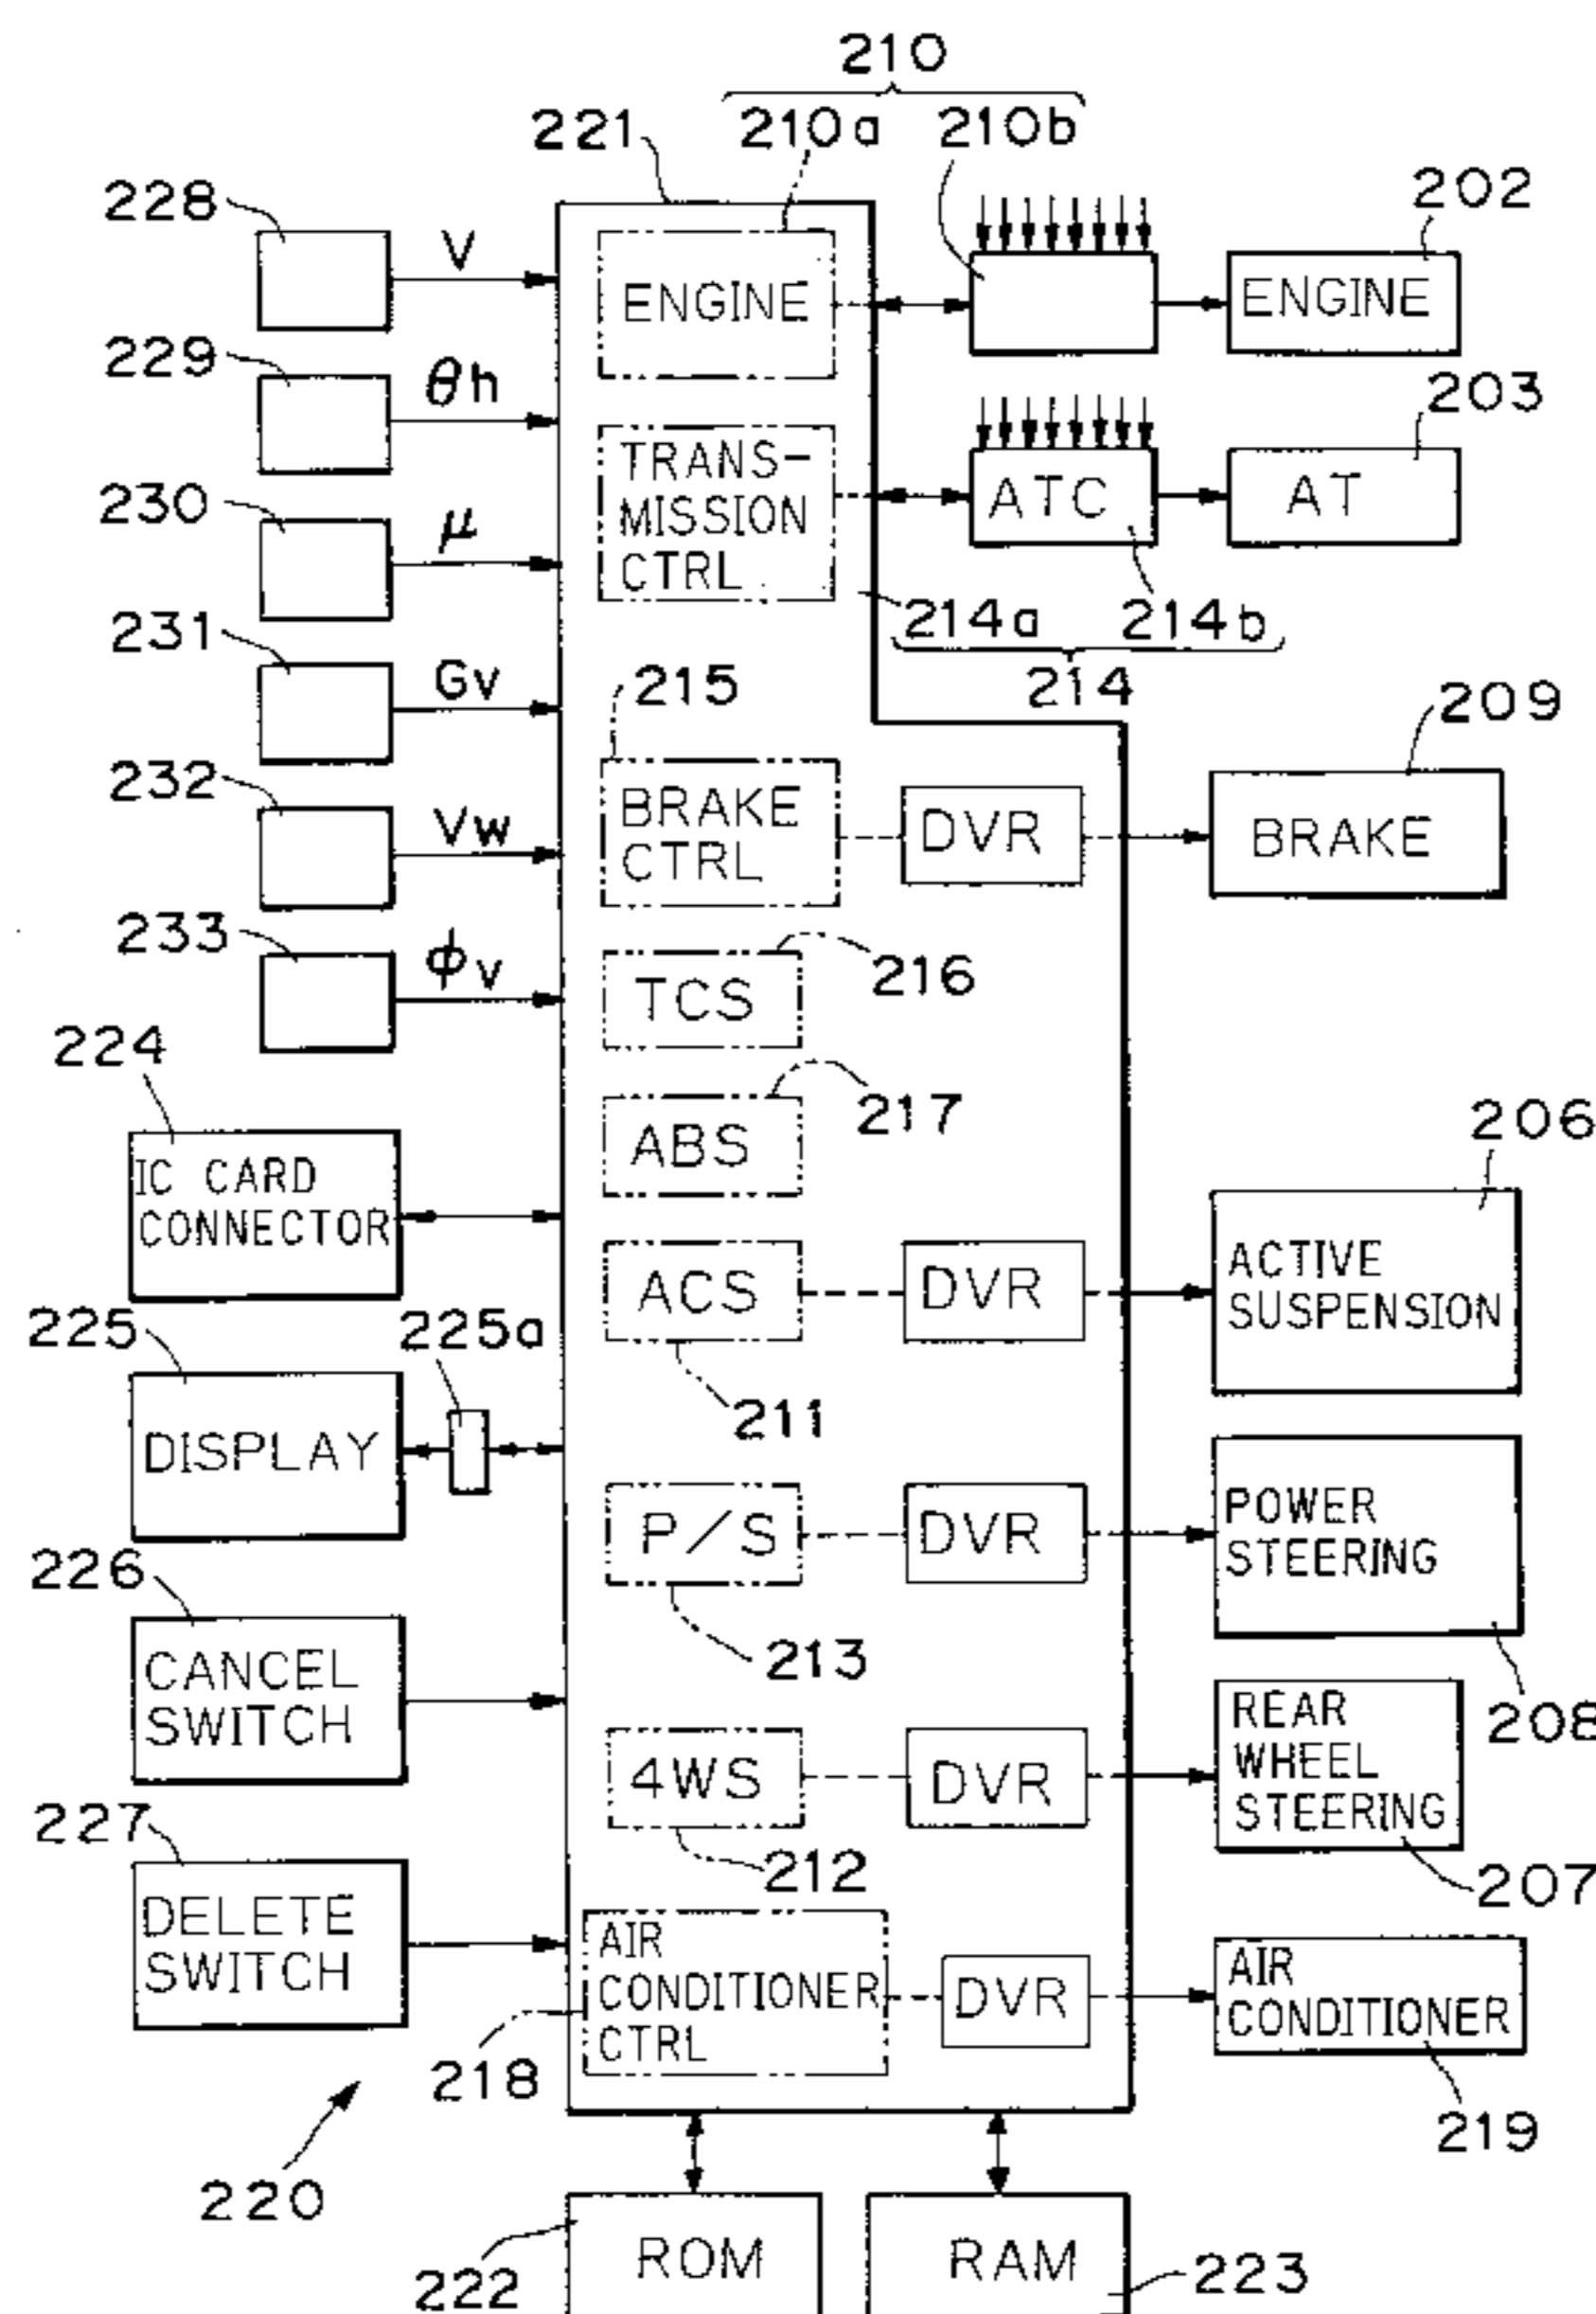 210
221
210a
210b
228
V
ENGINE
202
ENGINE
229
θh
203
TRANS-
MISSION
CTRL
ATC
AT
230
μ
214a
214b
214
231
Gv
215
209
232
Vw
BRAKE
CTRL
DVR
BRAKE
233
φv
216
TCS
224
217
206
IC CARD
CONNECTOR
ABS
ACS
DVR
ACTIVE
SUSPENSION
225
225a
211
DISPLAY
P/S
DVR
POWER
STEERING
226
213
208
CANCEL
SWITCH
4WS
DVR
REAR
WHEEL
STEERING
227
212
207
DELETE
SWITCH
AIR
CONDITIONER
CTRL
DVR
AIR
CONDITIONER
218
219
220
222
ROM
RAM
223